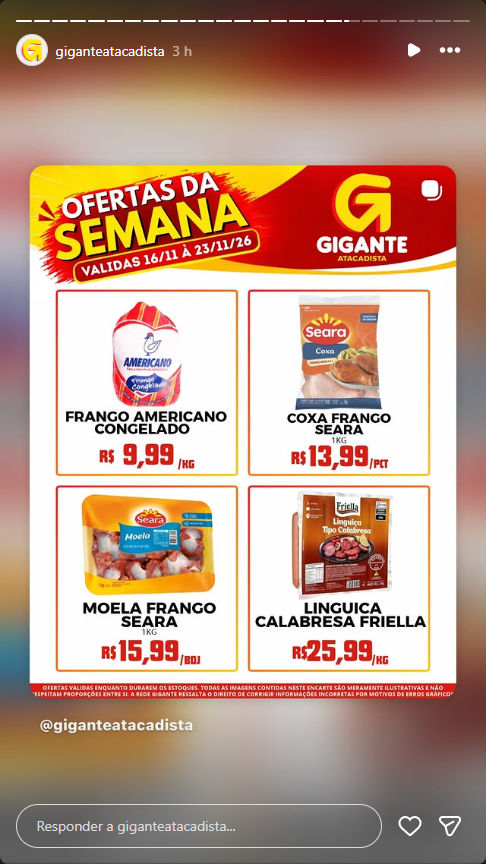 giganteatacadista 3 h
OFERTAS DA
SEMANA
VALIDAS 16/11 À 23/11/26
G
GIGANTE
ATACADISTA
AMERICANO
Frango
Congelado
FRANGO AMERICANO
CONGELADO
R$ 9,99/KG
Seara
Coxa
COXA FRANGO
SEARA
1KG
R$13,99/PCT
Seara
Moela
MOELA FRANGO
SEARA
1KG
R$15,99/BDJ
Friella
Linguiça
Tipo Calabresa
LINGUICA
CALABRESA FRIELLA
R$25,99/KG
OFERTAS VALIDAS ENQUANTO DURAREM OS ESTOQUES. TODAS AS IMAGENS CONTIDAS NESTE ENCARTE SÃO MERAMENTE ILUSTRATIVAS E NÃO
RESPEITAM PROPORÇÕES ENTRE SI. A REDE GIGANTE RESSALTA O DIREITO DE CORRIGIR INFORMAÇÕES INCORRETAS POR MOTIVOS DE ERROS GRÁFICOS
@giganteatacadista
Responder a giganteatacadista...